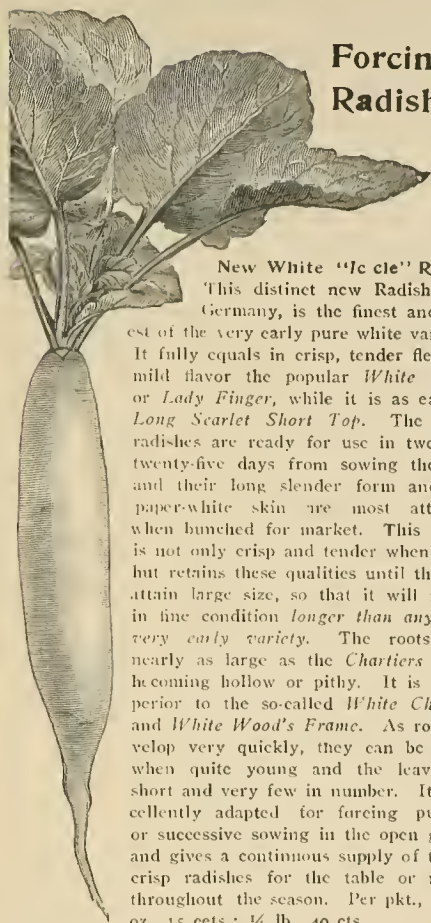 Forcin
Radish
New White "Ic cle" R
This distinct new Radish
Germany, is the finest an
est of the very early pure white va
It fully equals in crisp, tender fle
mild flavor the popular White
or Lady Finger, while it is as ea
Long Scarlet Short Top. The
radishes are ready for use in tw
twenty-five days from sowing the
and their long slender form an
paper-white skin are most att
when bunched for market. This
is not only crisp and tender when
but retains these qualities until th
attain large size, so that it will
in fine condition longer than any
very early variety. The roots
nearly as large as the Chartiers
becoming hollow or pithy. It is
perior to the so-called White Ch
and White Wood's Frame. As ro
velop very quickly, they can be
when quite young and the leav
short and very few in number. It
cellently adapted for forcing pu
or successive sowing in the open g
and gives a continuous supply of t
crisp radishes for the table or
throughout the season. Per pkt.,